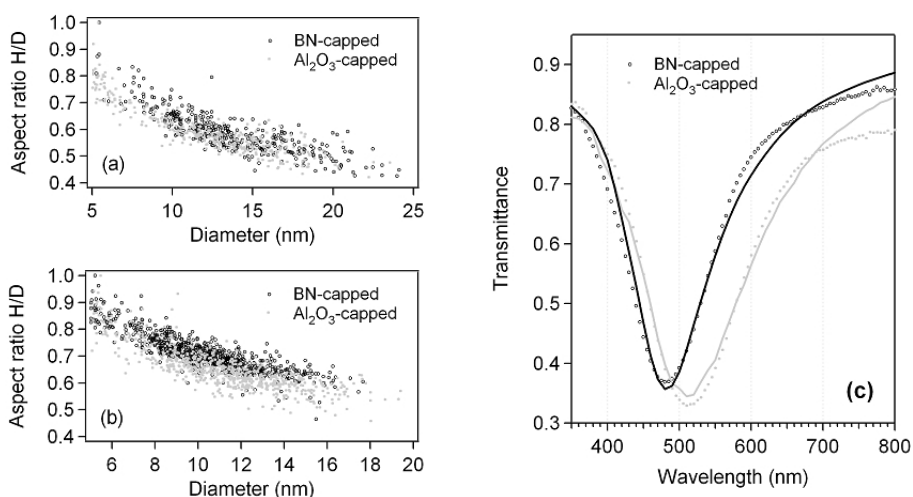 1.0
0.9
0.8
0.7
0.6
0.5
0.4
Aspect ratio H/D
BN-capped
Al₂O₃-capped
(a)
5 10 15 20 25
Diameter (nm)
1.0
0.9
0.8
0.7
0.6
0.5
0.4
Aspect ratio H/D
BN-capped
Al₂O₃-capped
(b)
6 8 10 12 14 16 18 20
Diameter (nm)
0.9
0.8
0.7
0.6
0.5
0.4
0.3
Transmittance
BN-capped
Al₂O₃-capped
(c)
400 500 600 700 800
Wavelength (nm)